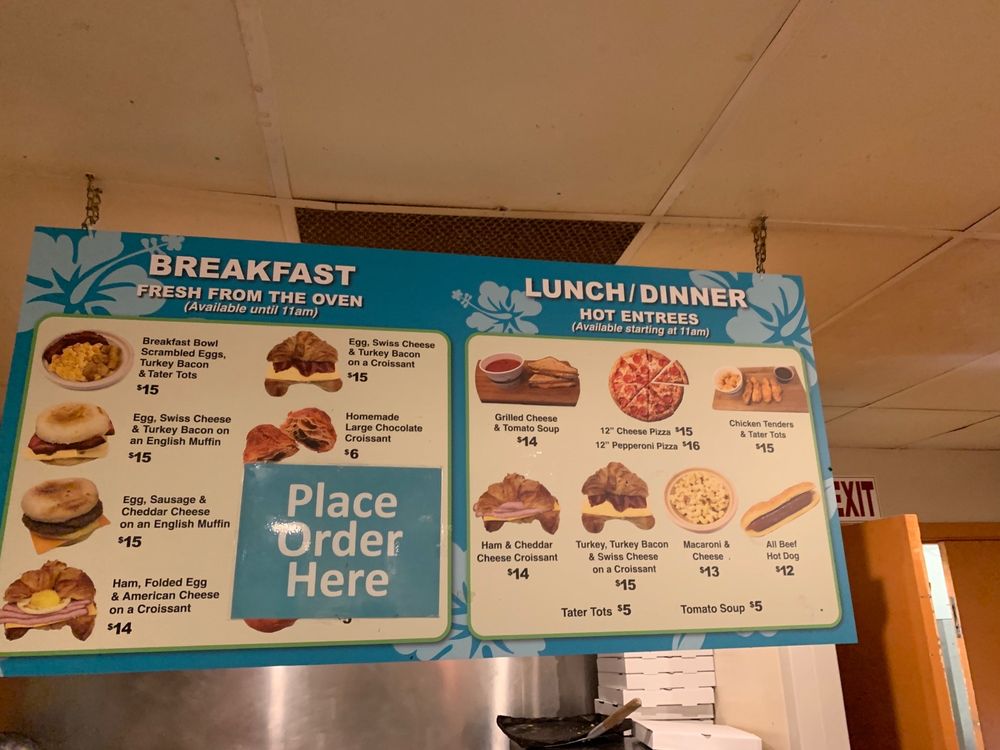 BREAKFAST
FRESH FROM THE OVEN
(Available until 11am)
Breakfast Bowl
Scrambled Eggs,
Turkey Bacon
& Tater Tots
$15
Egg, Swiss Cheese
& Turkey Bacon
on a Croissant
$15
Egg, Swiss Cheese
& Turkey Bacon on
an English Muffin
$15
Homemade
Large Chocolate
Croissant
$6
Egg, Sausage &
Cheddar Cheese
on an English Muffin
$15
Ham, Folded Egg
& American Cheese
on a Croissant
$14
Place
Order
Here
LUNCH/DINNER
HOT ENTREES
(Available starting at 11am)
Grilled Cheese
& Tomato Soup
$14
12" Cheese Pizza $15
12" Pepperoni Pizza $16
Chicken Tenders
& Tater Tots
$15
Ham & Cheddar
Cheese Croissant
$14
Turkey, Turkey Bacon
& Swiss Cheese
on a Croissant
$15
Macaroni &
Cheese
$13
All Beef
Hot Dog
$12
Tater Tots $5
Tomato Soup $5
EXIT